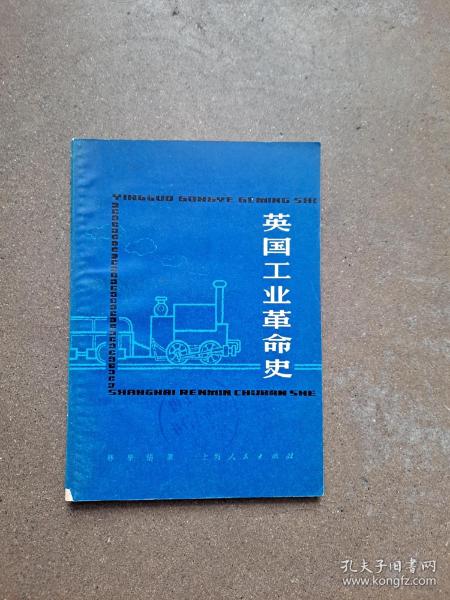 YINGGUO GONGYE GEMING SHI
英国工业革命史
SHANGHAI RENMIN CHUBAN SHE
上海人民出版社
孔夫子旧书网
www.kongfz.com